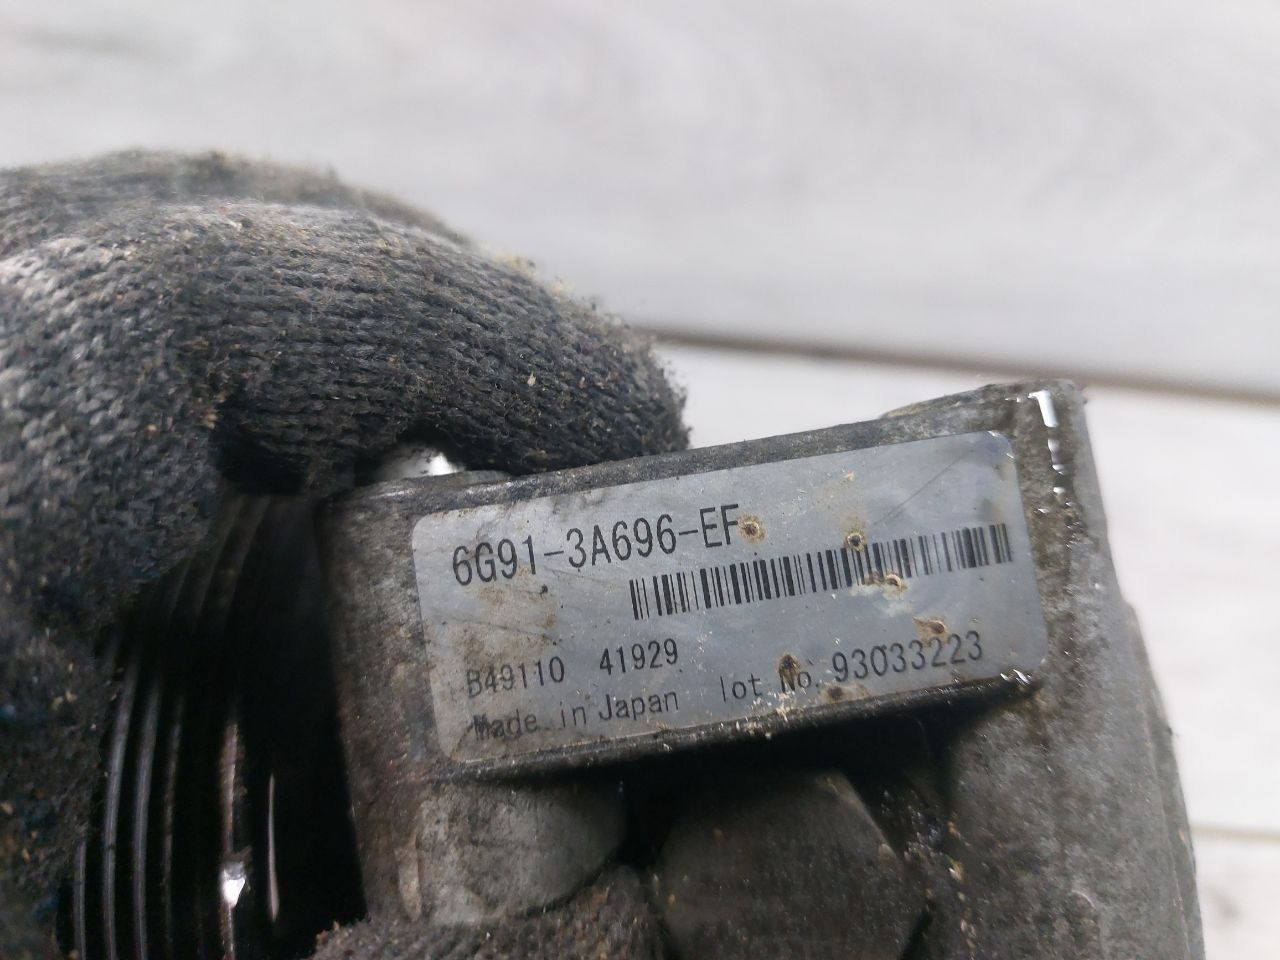 6G91-3A696-EF
B49110 41929
Made in Japan lot No. 93033223